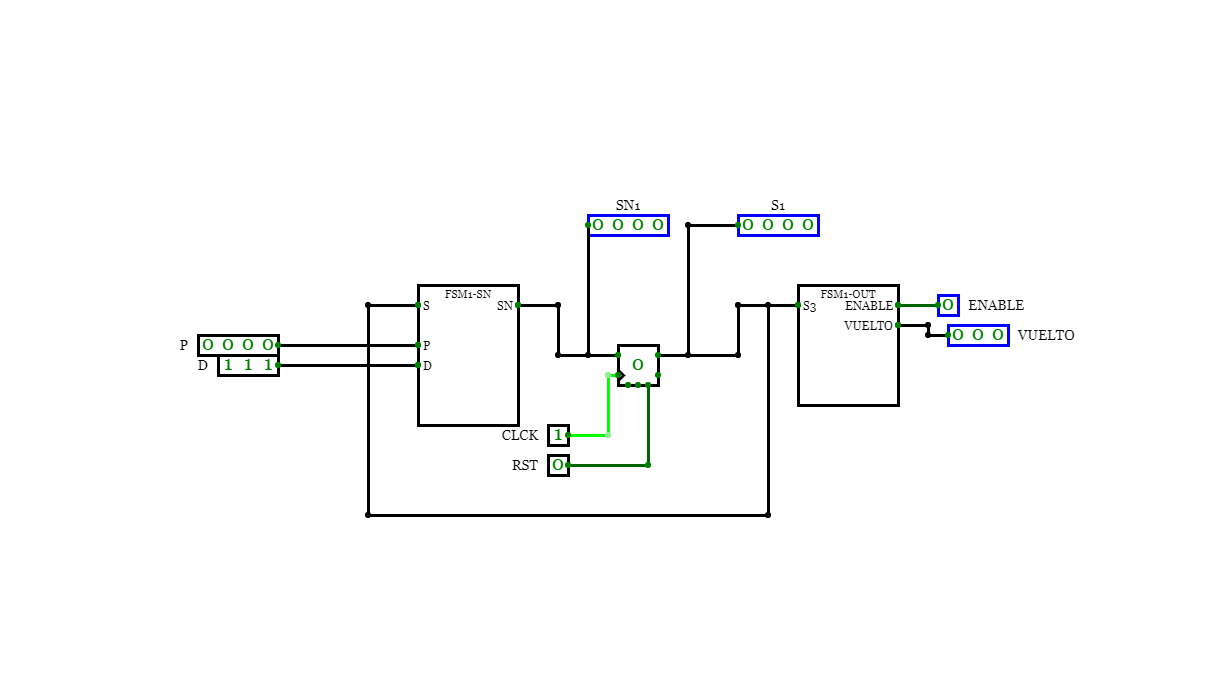 SN1
S1
0 0 0 0
0 0 0 0
FSM1-SN
FSM1-OUT
S
SN
S3
ENABLE
0
ENABLE
VUELTO
0 0 0
VUELTO
P
0 0 0 0
P
D
1 1 1
D
0
CLCK
1
RST
0